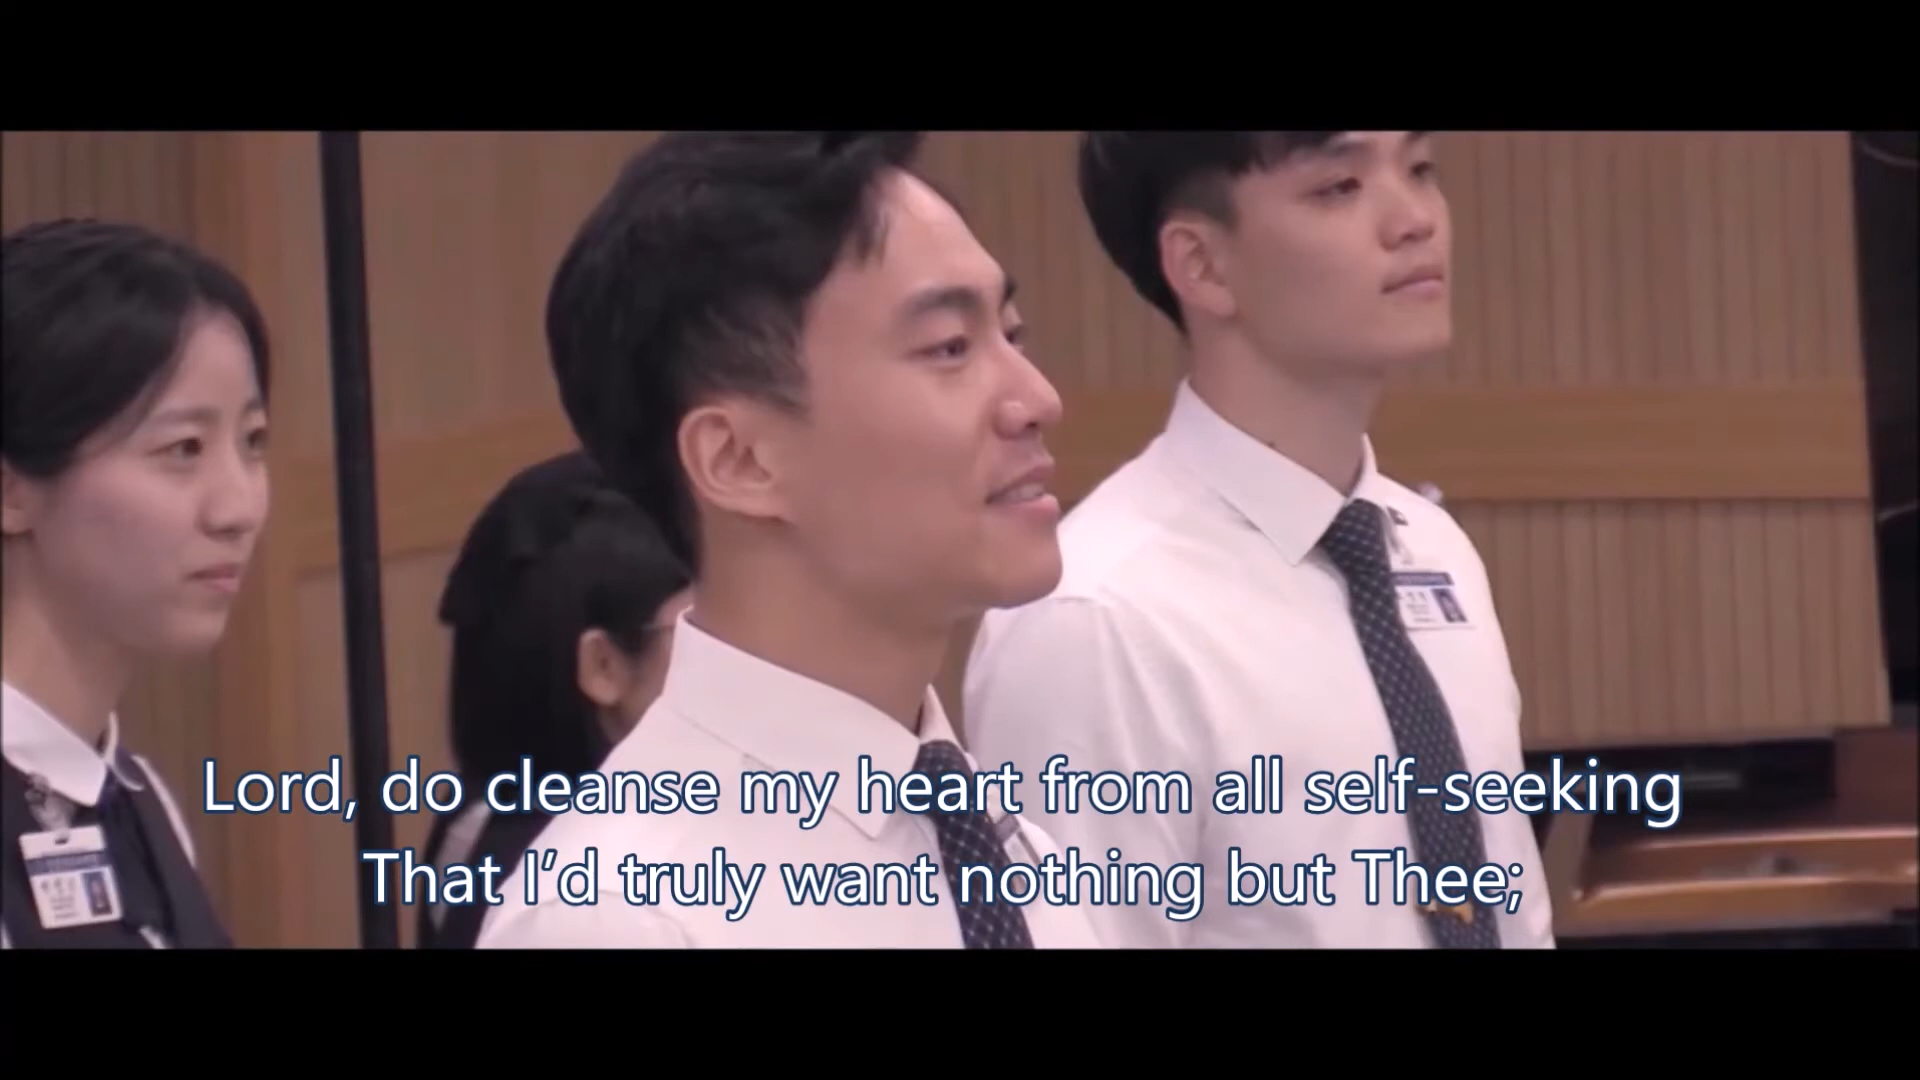 Lord, do cleanse my heart from all self-seeking
That I’d truly want nothing but Thee;